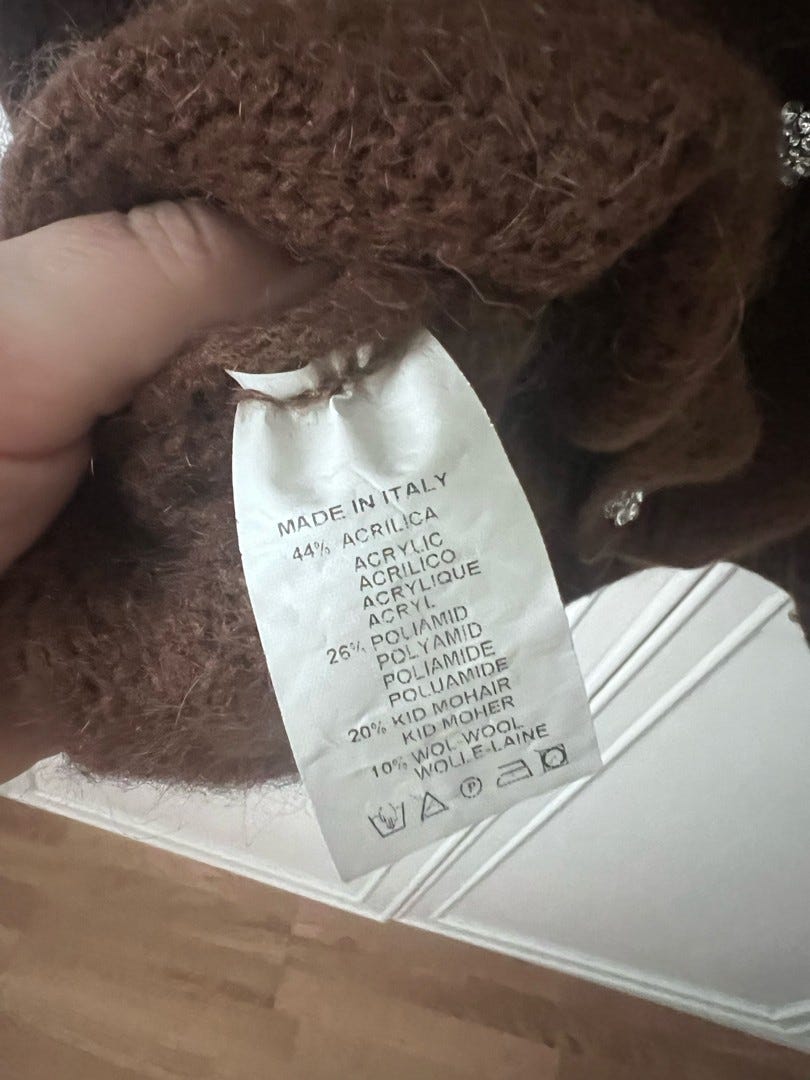 MADE IN ITALY
44% ACRILICA
ACRYLIC
ACRILICO
ACRYLIQUE
ACRYL
26% POLIAMID
POLYAMID
POLIAMIDE
POLUAMIDE
20% KID MOHAIR
KID MOHER
10% WOL-WOOL
WOLLE-LAINE
P